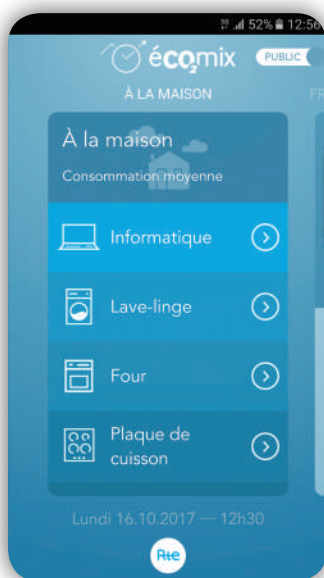 52% 12:56
éco₂mix PUBLIC
À LA MAISON FR
À la maison
Consommation moyenne
Informatique
Lave-linge
Four
Plaque de
cuisson
Lundi 16.10.2017 — 12h30
Rte